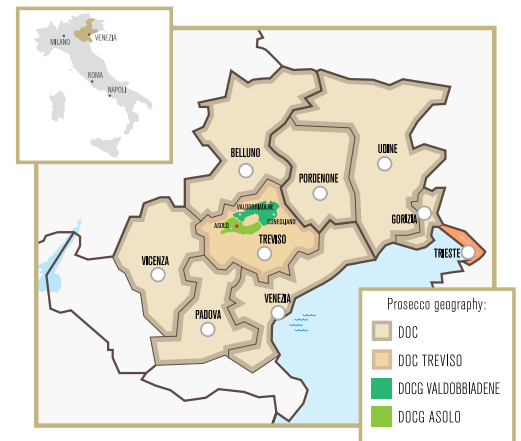 MILANO
VENEZIA
ROMA
NAPOLI
BELLUNO
UDINE
PORDENONE
VALDOBBIADENE
CONEGLIANO
ASOLO
GORIZIA
TREVISO
TRIESTE
VICENZA
VENEZIA
PADOVA
Prosecco geography:
DOC
DOC TREVISO
DOCG VALDOBBIADENE
DOCG ASOLO